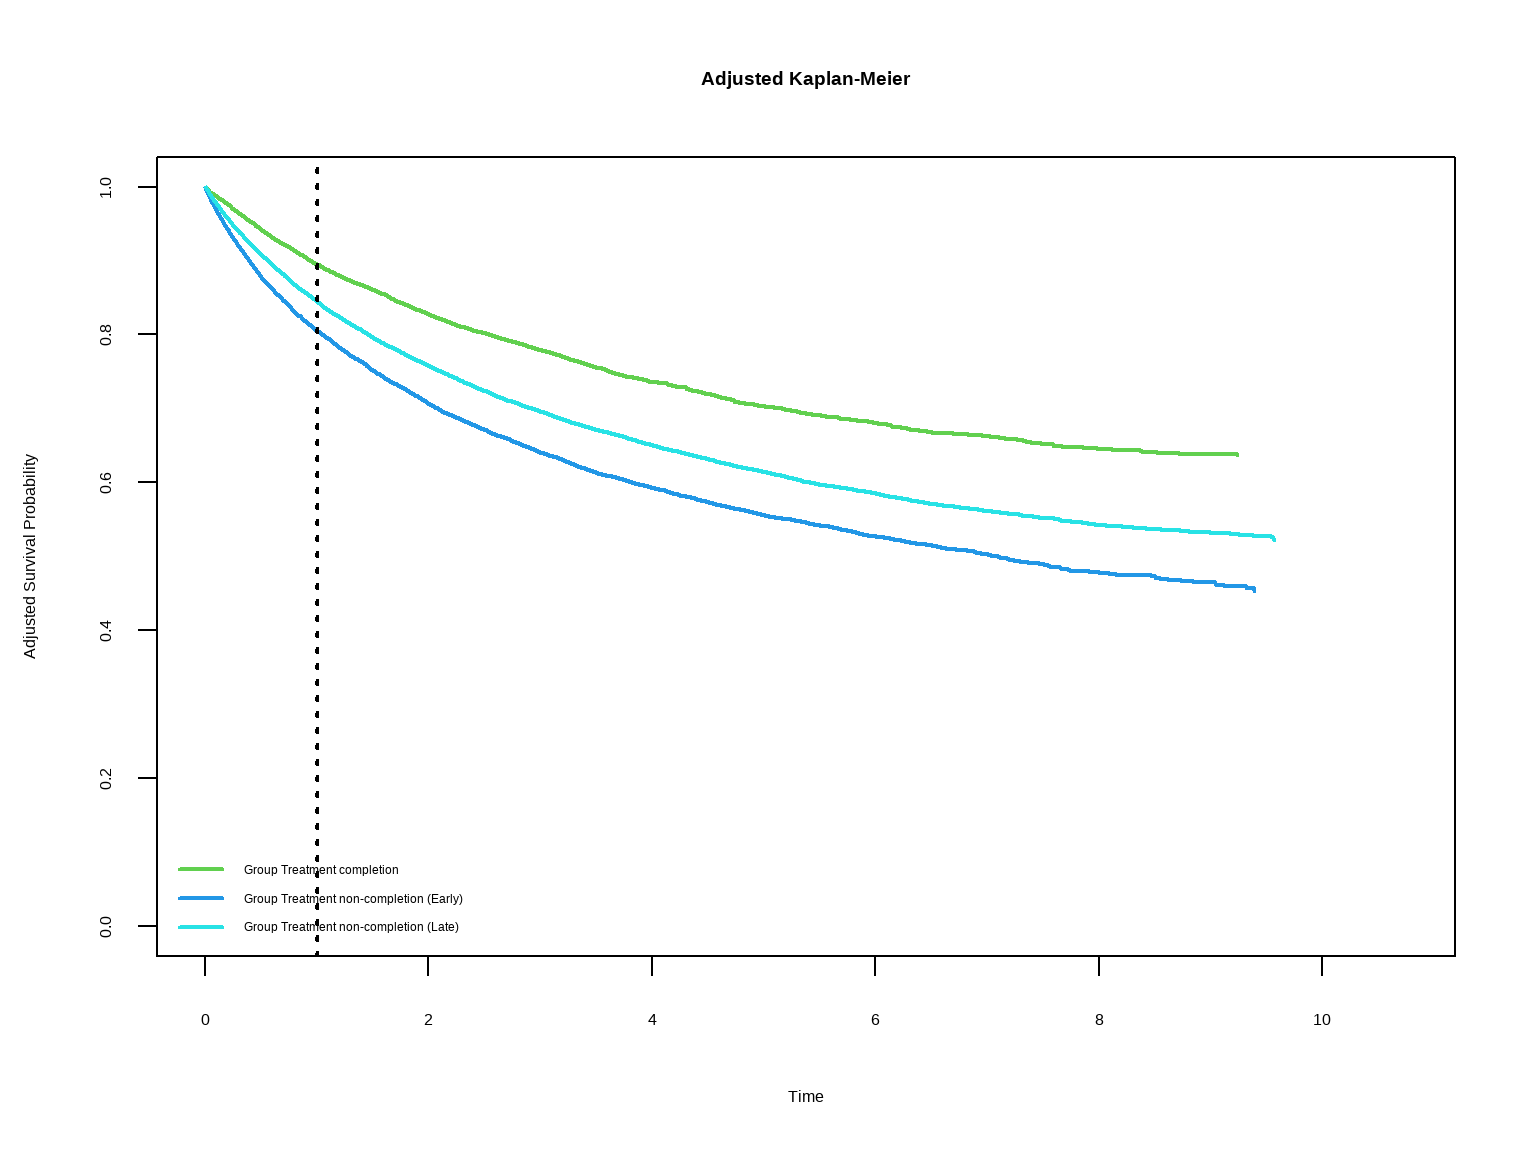 Adjusted Kaplan-Meier
Adjusted Survival Probability
1.0
0.8
0.6
0.4
0.2
0.0
Group Treatment completion
Group Treatment non-completion (Early)
Group Treatment non-completion (Late)
0 2 4 6 8 10
Time